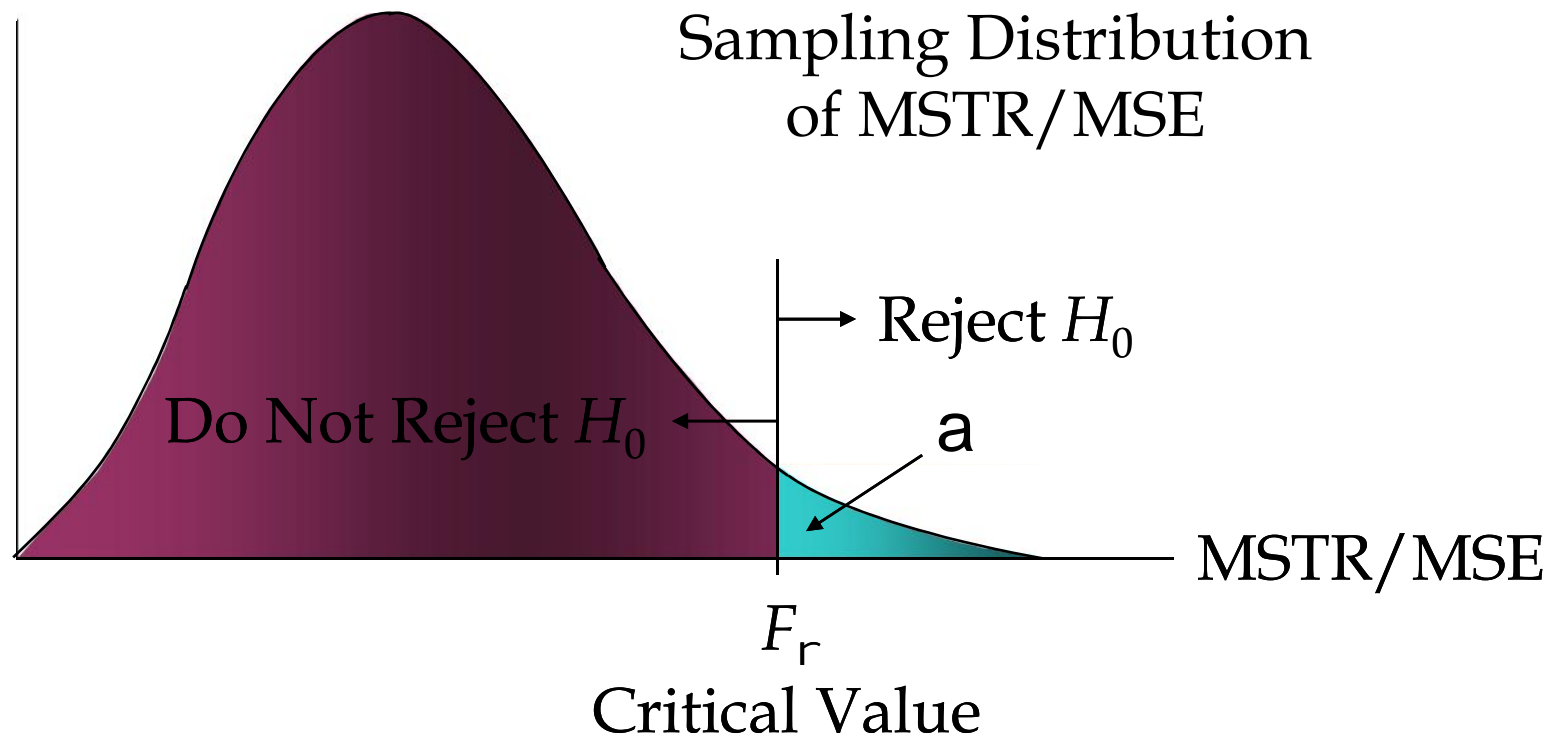 Sampling Distribution
of MSTR/MSE
Reject H₀
Do Not Reject H₀
a
MSTR/MSE
Fr
Critical Value